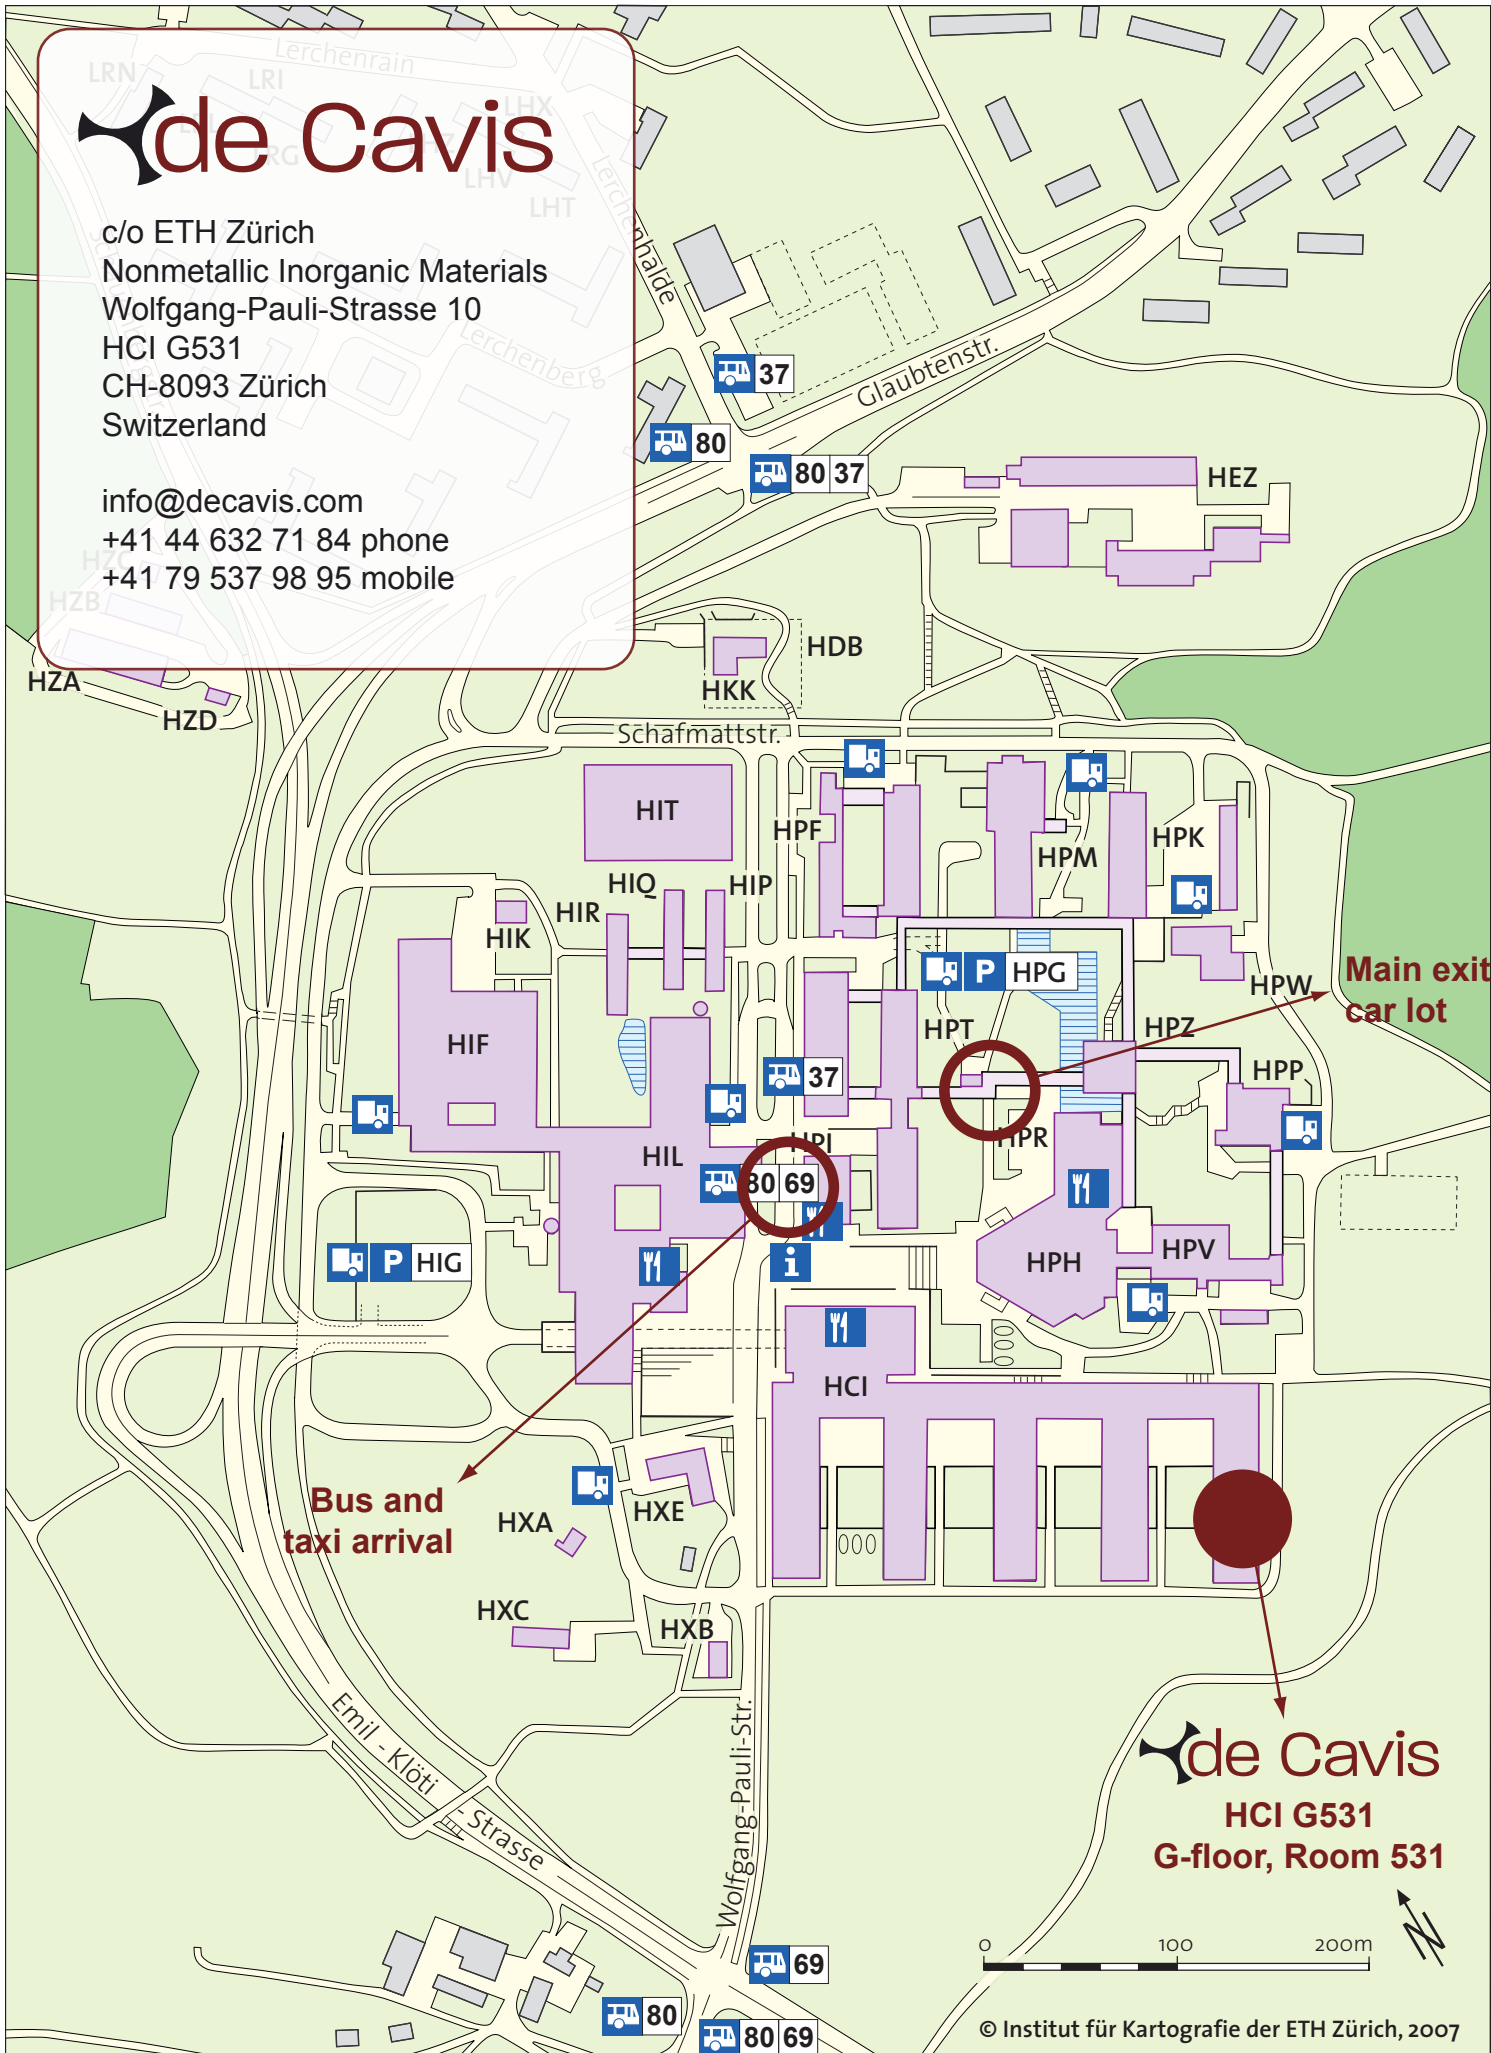 Lerchenrain
LRN
LRI
LHX
de Cavis
LRG
LHV
LHT
Lerchenhalde
c/o ETH Zürich
Nonmetallic Inorganic Materials
Wolfgang-Pauli-Strasse 10
HCI G531
CH-8093 Zürich
Switzerland
Lerchenberg
info@decavis.com
+41 44 632 71 84 phone
+41 79 537 98 95 mobile
HZC
HZB
HZA
HZD
37
Glaubtenstr.
80
80 37
HEZ
HDB
HKK
Schafmattstr.
HIT
HPF
HPM
HPK
HIQ
HIP
HIR
HIK
P HPG
HPW
Main exit
car lot
HIF
HPT
HPZ
37
HPP
HPR
HPI
HIL
80 69
P HIG
i
HPH
HPV
HCI
Bus and
taxi arrival
HXA
HXE
HXC
HXB
Emil - Klöti - Strasse
Wolfgang-Pauli-Str.
de Cavis
HCI G531
G-floor, Room 531
N
0 100 200m
69
80
80 69
© Institut für Kartografie der ETH Zürich, 2007